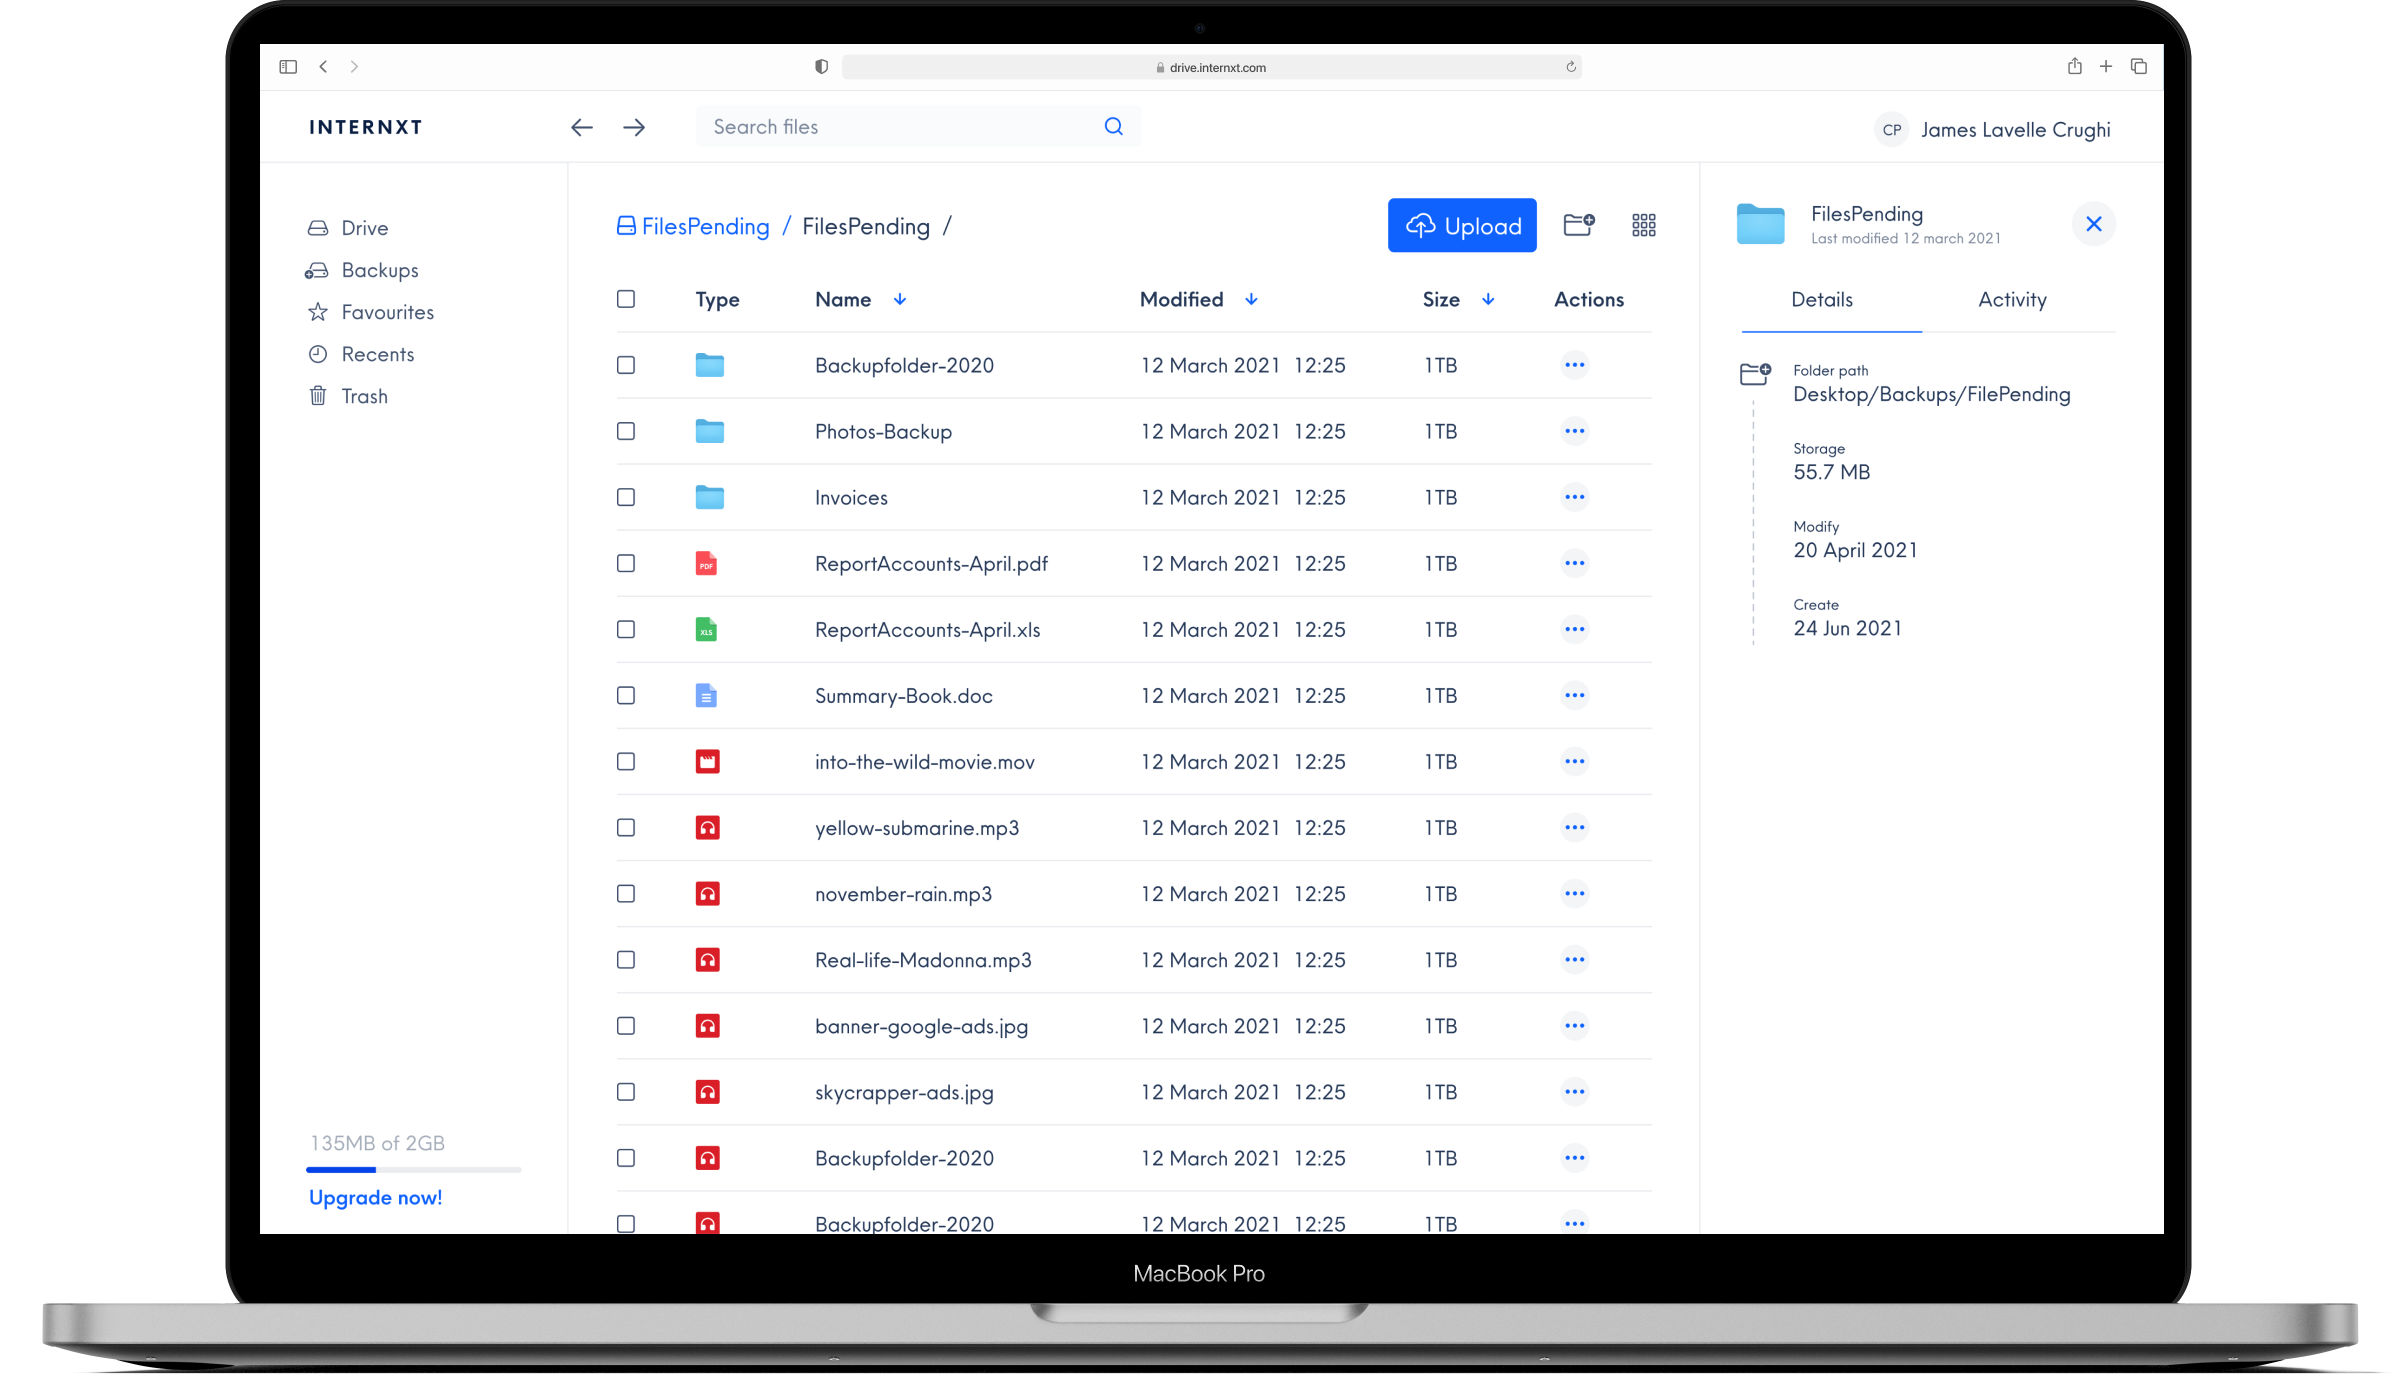 drive.internxt.com
INTERNXT
Search files
CP James Lavelle Crughi
Drive
Backups
Favourites
Recents
Trash
135MB of 2GB
Upgrade now!
FilesPending / FilesPending /
Upload
Type Name Modified Size Actions
Backupfolder-2020 12 March 2021 12:25 1TB
Photos-Backup 12 March 2021 12:25 1TB
Invoices 12 March 2021 12:25 1TB
PDF ReportAccounts-April.pdf 12 March 2021 12:25 1TB
XLS ReportAccounts-April.xls 12 March 2021 12:25 1TB
Summary-Book.doc 12 March 2021 12:25 1TB
into-the-wild-movie.mov 12 March 2021 12:25 1TB
yellow-submarine.mp3 12 March 2021 12:25 1TB
november-rain.mp3 12 March 2021 12:25 1TB
Real-life-Madonna.mp3 12 March 2021 12:25 1TB
banner-google-ads.jpg 12 March 2021 12:25 1TB
skycrapper-ads.jpg 12 March 2021 12:25 1TB
Backupfolder-2020 12 March 2021 12:25 1TB
Backupfolder-2020 12 March 2021 12:25 1TB
FilesPending
Last modified 12 march 2021
Details Activity
Folder path
Desktop/Backups/FilePending
Storage
55.7 MB
Modify
20 April 2021
Create
24 Jun 2021
MacBook Pro